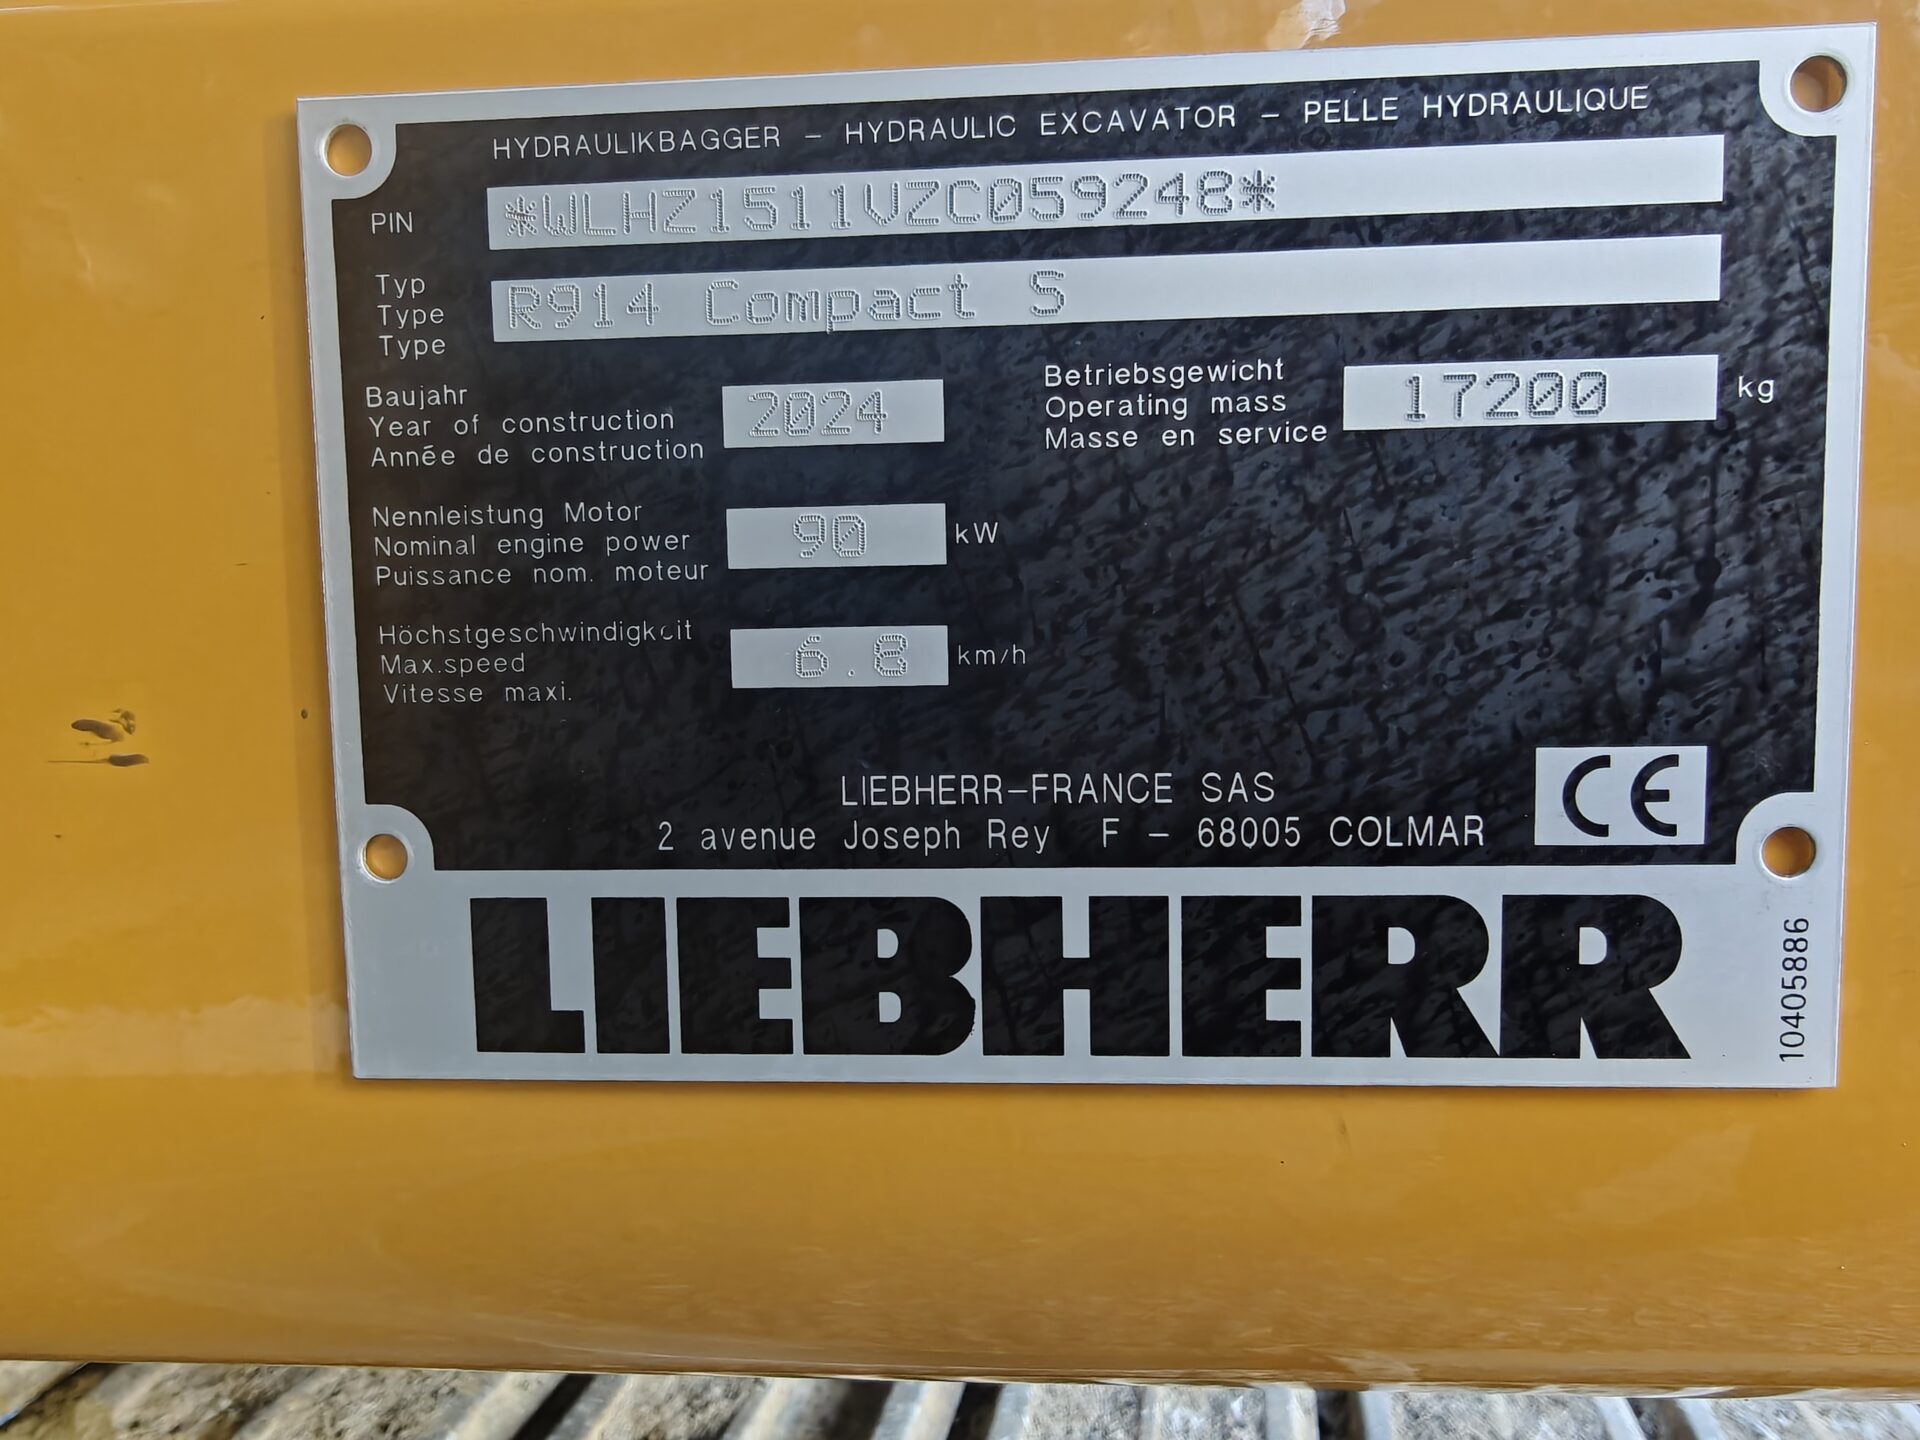 HYDRAULIKBAGGER – HYDRAULIC EXCAVATOR – PELLE HYDRAULIQUE
PIN *WLHZ1511VZC059248*
Typ
Type
Type
R914 Compact S
Baujahr
Year of construction
Année de construction
2024
Betriebsgewicht
Operating mass
Masse en service
17200 kg
Nennleistung Motor
Nominal engine power
Puissance nom. moteur
90 kW
Höchstgeschwindigkeit
Max.speed
Vitesse maxi.
6.8 km/h
LIEBHERR-FRANCE SAS
2 avenue Joseph Rey F – 68005 COLMAR
CE
LIEBHERR
10405886